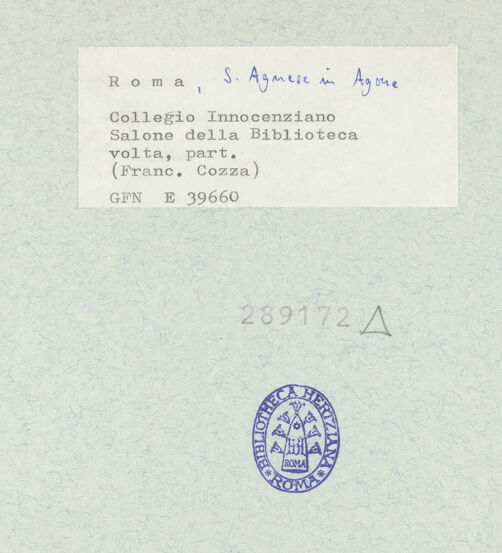 Roma, S. Agnese in Agone
Collegio Innocenziano
Salone della Biblioteca
volta, part.
(Franc. Cozza)
GFN E 39660
289172 Δ
BIBLIOTHECA HERTZIANA
ROMA
* ROMA *